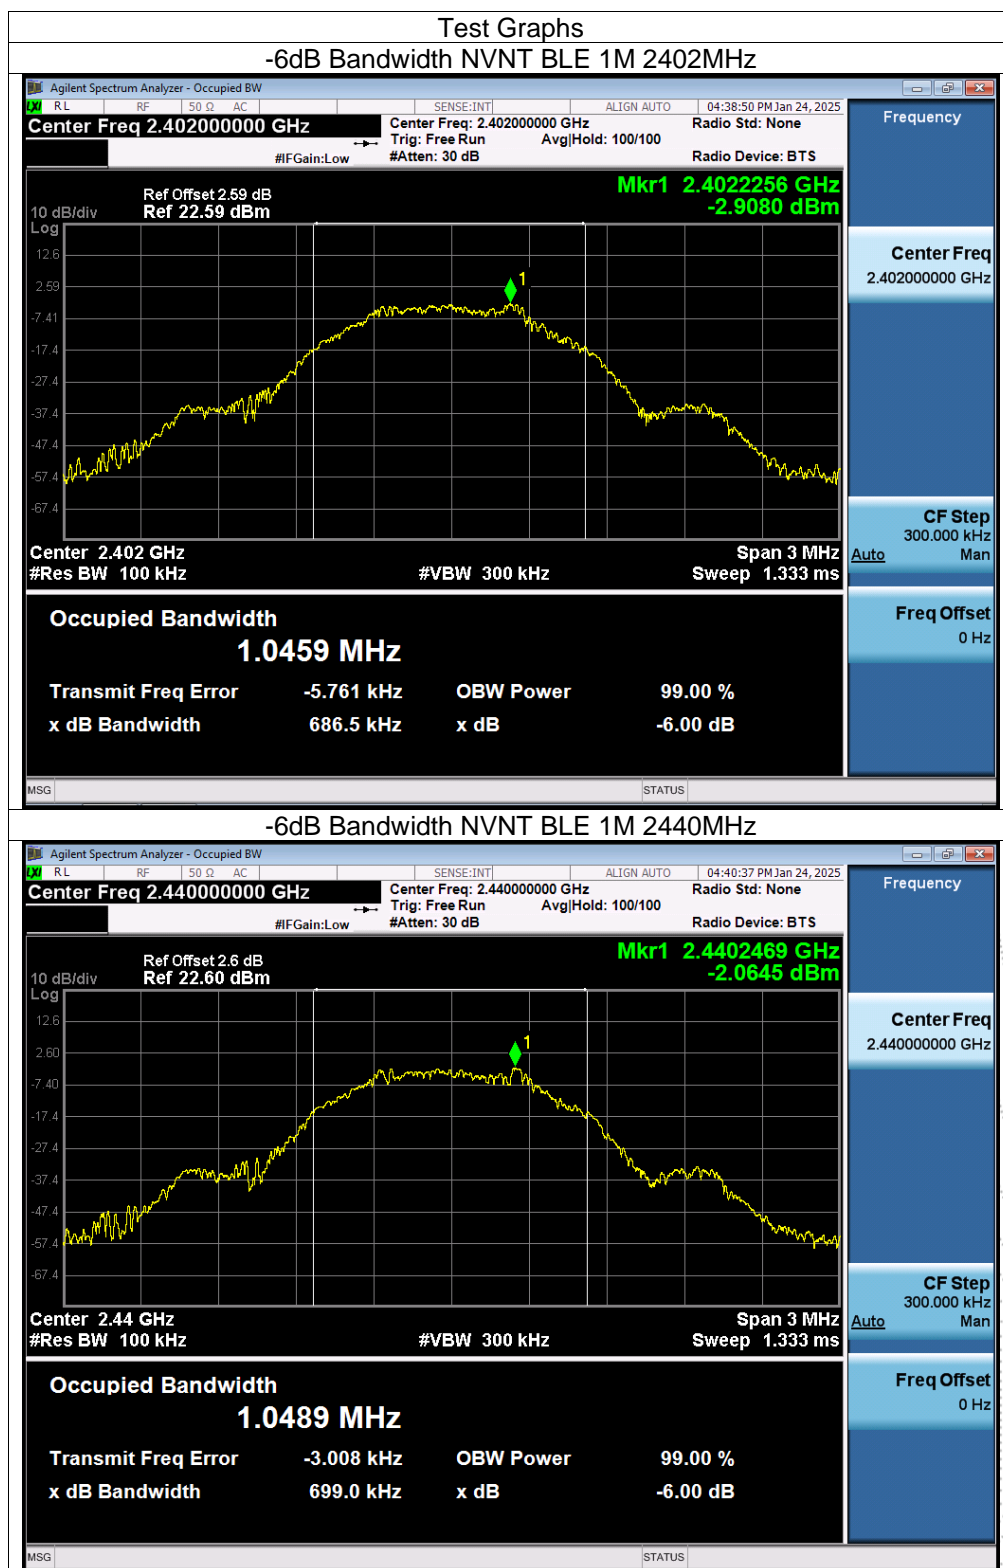 Test Graphs
-6dB Bandwidth NVNT BLE 1M 2402MHz
Agilent Spectrum Analyzer - Occupied BW
LXI RL RF 50 Ω AC SENSE:INT ALIGN AUTO 04:38:50 PM Jan 24, 2025
Center Freq 2.402000000 GHz
Center Freq: 2.402000000 GHz
Radio Std: None
Trig: Free Run Avg|Hold: 100/100
#IFGain:Low #Atten: 30 dB Radio Device: BTS
Frequency
Mkr1 2.4022256 GHz
-2.9080 dBm
Ref Offset 2.59 dB
10 dB/div Ref 22.59 dBm
Log
12.6
2.59
-7.41
-17.4
-27.4
-37.4
-47.4
-57.4
-67.4
1
Center Freq
2.402000000 GHz
Center 2.402 GHz Span 3 MHz
#Res BW 100 kHz #VBW 300 kHz Sweep 1.333 ms
CF Step
300.000 kHz
Auto Man
Freq Offset
0 Hz
Occupied Bandwidth
1.0459 MHz
Transmit Freq Error -5.761 kHz OBW Power 99.00 %
x dB Bandwidth 686.5 kHz x dB -6.00 dB
MSG STATUS
-6dB Bandwidth NVNT BLE 1M 2440MHz
Agilent Spectrum Analyzer - Occupied BW
LXI RL RF 50 Ω AC SENSE:INT ALIGN AUTO 04:40:37 PM Jan 24, 2025
Center Freq 2.440000000 GHz
Center Freq: 2.440000000 GHz
Radio Std: None
Trig: Free Run Avg|Hold: 100/100
#IFGain:Low #Atten: 30 dB Radio Device: BTS
Frequency
Mkr1 2.4402469 GHz
-2.0645 dBm
Ref Offset 2.6 dB
10 dB/div Ref 22.60 dBm
Log
12.6
2.60
-7.40
-17.4
-27.4
-37.4
-47.4
-57.4
-67.4
1
Center Freq
2.440000000 GHz
Center 2.44 GHz Span 3 MHz
#Res BW 100 kHz #VBW 300 kHz Sweep 1.333 ms
CF Step
300.000 kHz
Auto Man
Freq Offset
0 Hz
Occupied Bandwidth
1.0489 MHz
Transmit Freq Error -3.008 kHz OBW Power 99.00 %
x dB Bandwidth 699.0 kHz x dB -6.00 dB
MSG STATUS